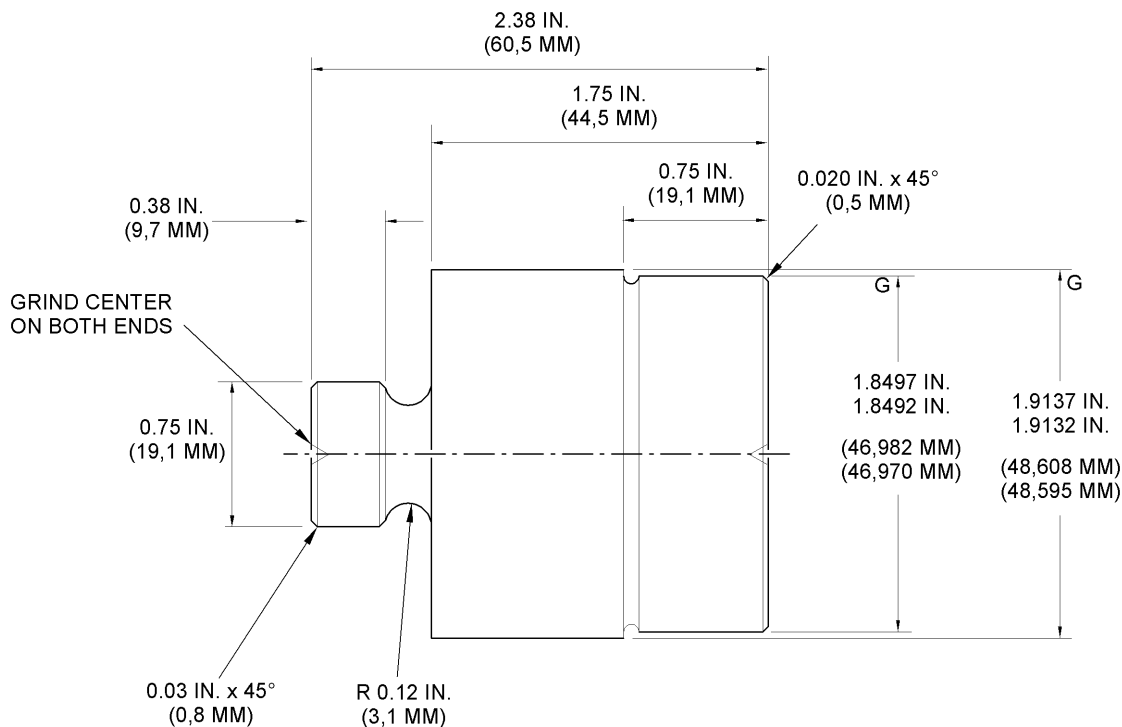 2.38 IN.
(60,5 MM)
1.75 IN.
(44,5 MM)
0.75 IN.
(19,1 MM)
0.020 IN. x 45°
(0,5 MM)
0.38 IN.
(9,7 MM)
G
G
GRIND CENTER
ON BOTH ENDS
1.8497 IN.
1.8492 IN.
(46,982 MM)
(46,970 MM)
1.9137 IN.
1.9132 IN.
(48,608 MM)
(48,595 MM)
0.75 IN.
(19,1 MM)
0.03 IN. x 45°
(0,8 MM)
R 0.12 IN.
(3,1 MM)